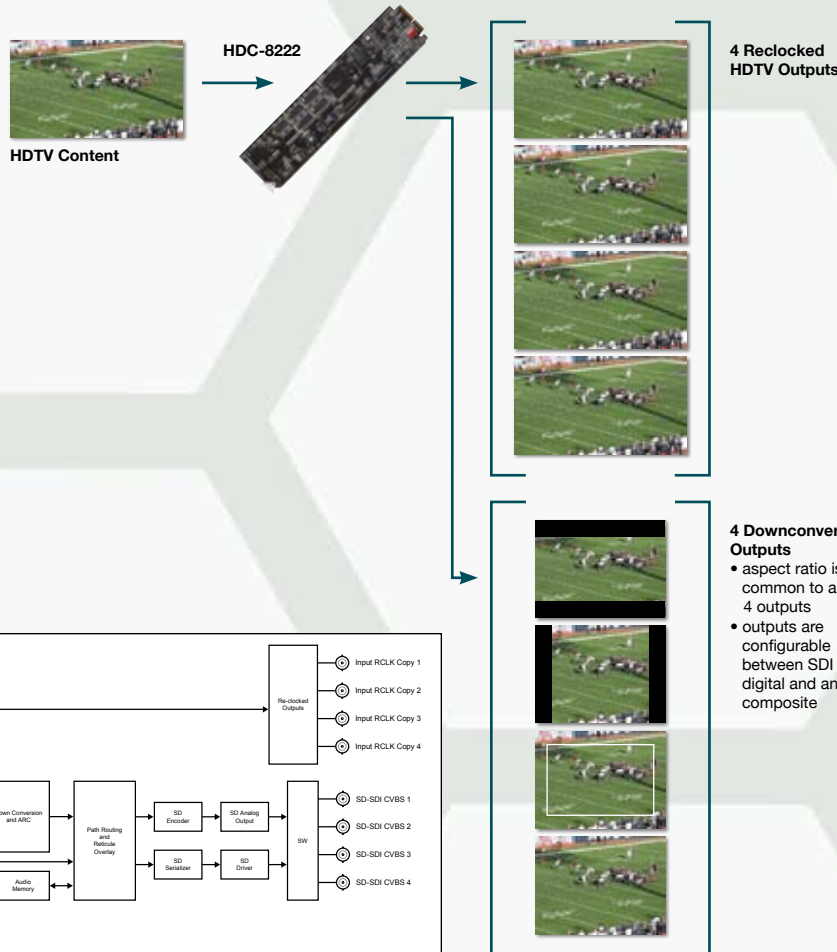 HDC-8222
HDTV Content
4 Reclocked
HDTV Outputs
4 Downconver
Outputs
• aspect ratio is
common to a
4 outputs
• outputs are
configurable
between SDI
digital and an
composite
Re-clocked
Outputs
Input RCLK Copy 1
Input RCLK Copy 2
Input RCLK Copy 3
Input RCLK Copy 4
own Conversion
and ARC
Audio
Memory
Path Routing
and
Reticule
Overlay
SD
Encoder
SD Analog
Output
SD
Serializer
SD
Driver
SW
SD-SDI CVBS 1
SD-SDI CVBS 2
SD-SDI CVBS 3
SD-SDI CVBS 4